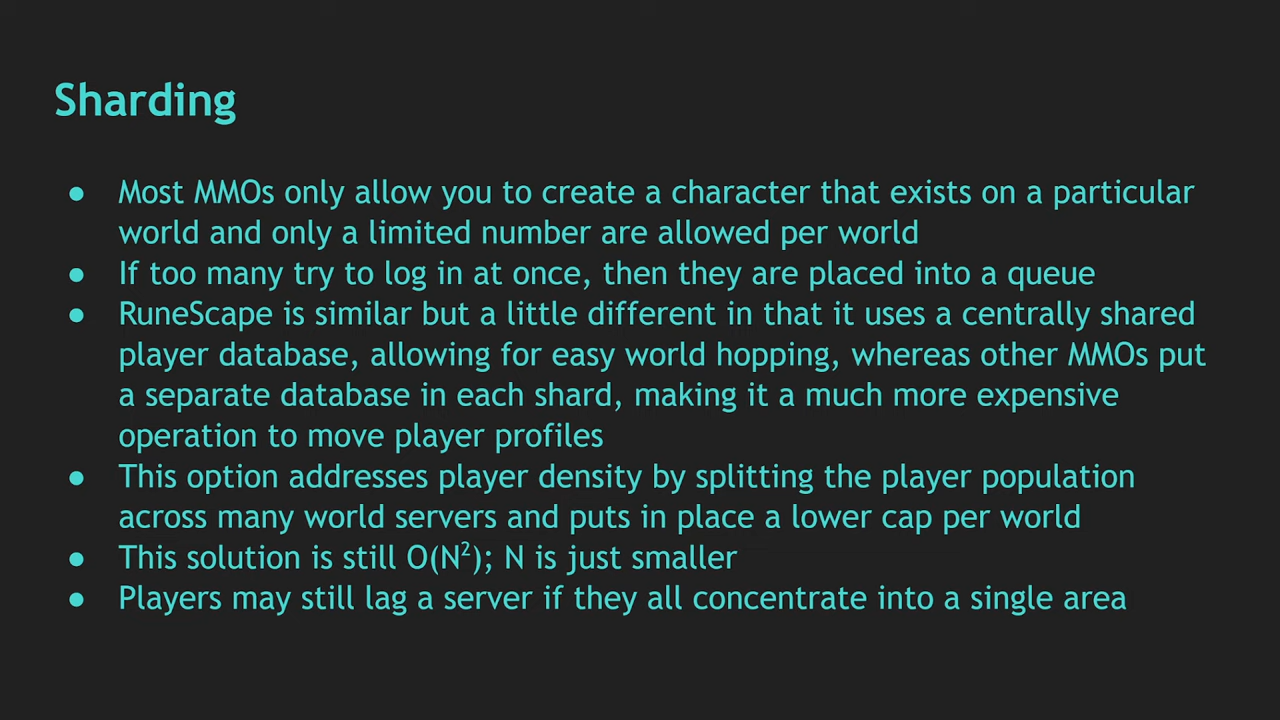 Sharding
● Most MMOs only allow you to create a character that exists on a particular
world and only a limited number are allowed per world
● If too many try to log in at once, then they are placed into a queue
● RuneScape is similar but a little different in that it uses a centrally shared
player database, allowing for easy world hopping, whereas other MMOs put
a separate database in each shard, making it a much more expensive
operation to move player profiles
● This option addresses player density by splitting the player population
across many world servers and puts in place a lower cap per world
● This solution is still O(N²); N is just smaller
● Players may still lag a server if they all concentrate into a single area